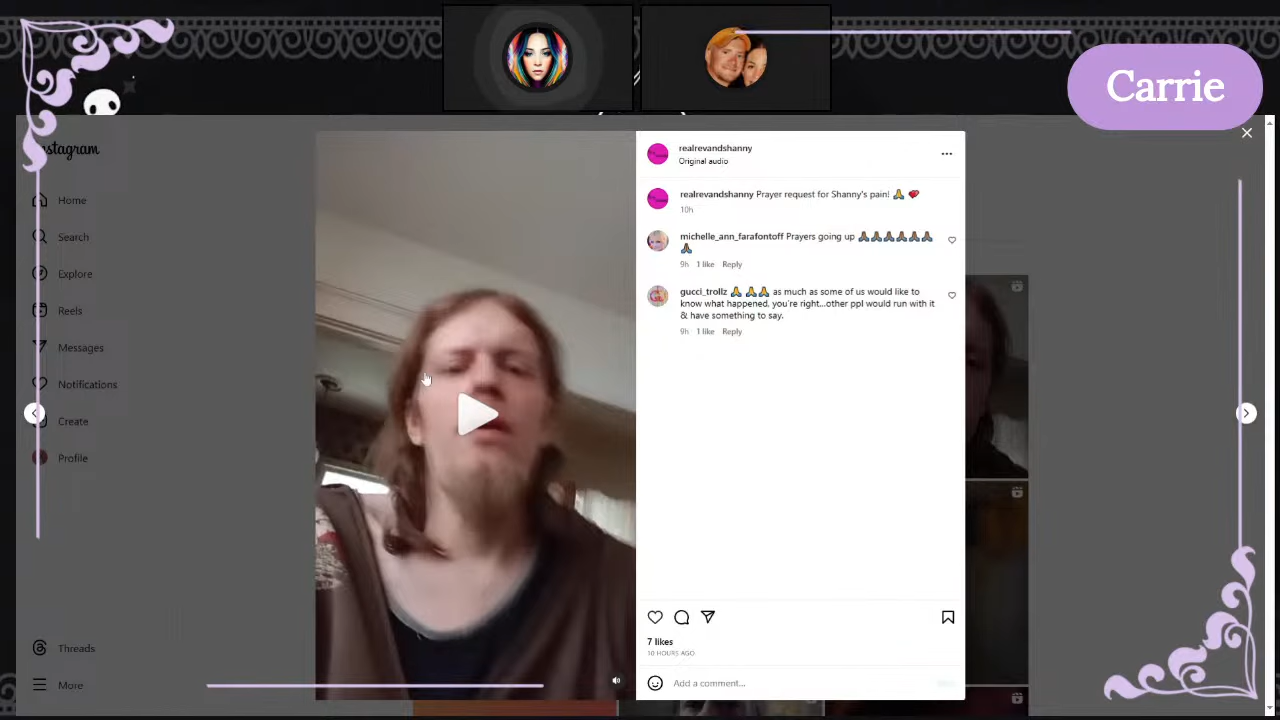 Carrie
Instagram
Home
Search
Explore
Reels
Messages
Notifications
Create
Profile
Threads
More
realrevandshanny
Original audio
realrevandshanny Prayer request for Shanny's pain! 🙏 💔
10h
michelle_ann_farafontoff Prayers going up 🙏🙏🙏🙏🙏🙏
🙏
9h 1 like Reply
gucci_trollz 🙏 🙏🙏 as much as some of us would like to
know what happened, you're right...other ppl would run with it
& have something to say.
9h 1 like Reply
7 likes
10 HOURS AGO
Add a comment...